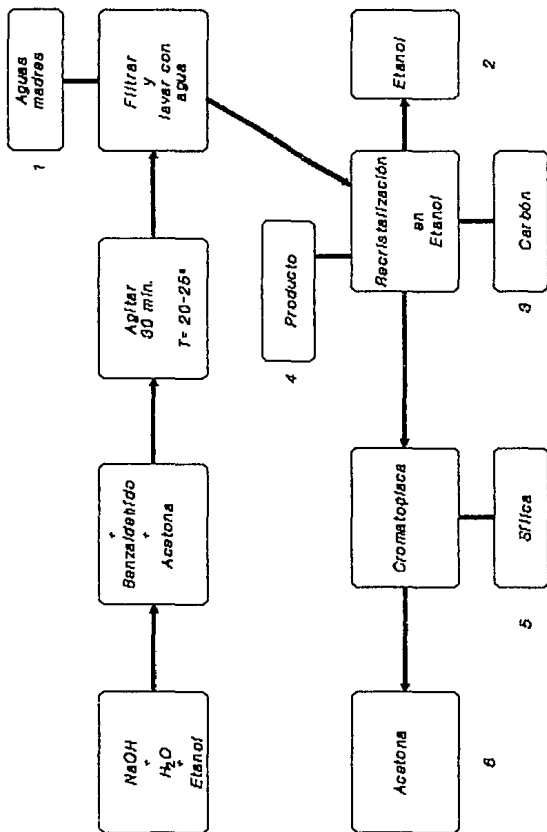 NaOH
+
H₂O
+
Etanol
+
Benzaldehído
+
Acetona
Agitar
30 min.
T= 20-25°
Filtrar
y
lavar con
agua
Aguas
madres
1
Acetona
6
Cromatoplaca
Sílica
5
Producto
4
Recristalización
en
Etanol
Carbón
3
Etanol
2